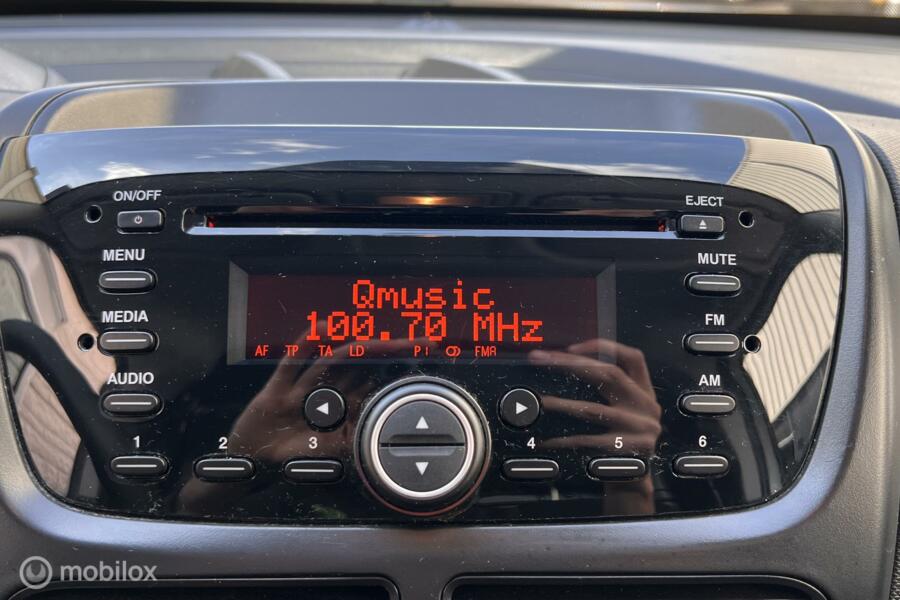 ON/OFF
EJECT
MENU
MUTE
MEDIA
FM
AUDIO
AM
Qmusic
100.70 MHz
AF TP TA LD PI FMA
1 2 3 4 5 6
mobilox